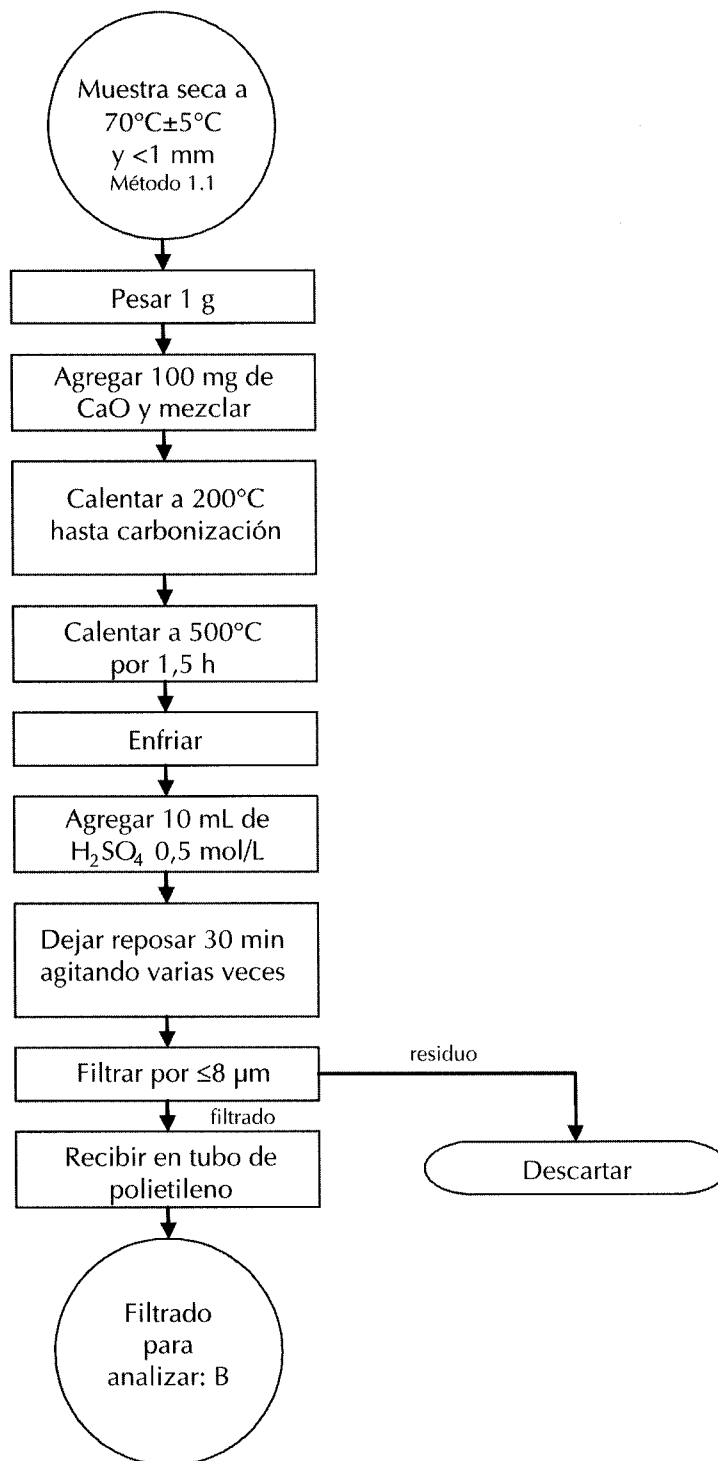 Muestra seca a
70°C±5°C
y <1 mm
Método 1.1
Pesar 1 g
Agregar 100 mg de
CaO y mezclar
Calentar a 200°C
hasta carbonización
Calentar a 500°C
por 1,5 h
Enfriar
Agregar 10 mL de
H₂SO₄ 0,5 mol/L
Dejar reposar 30 min
agitando varias veces
Filtrar por ≤8 µm
residuo
filtrado
Recibir en tubo de
polietileno
Descartar
Filtrado
para
analizar: B